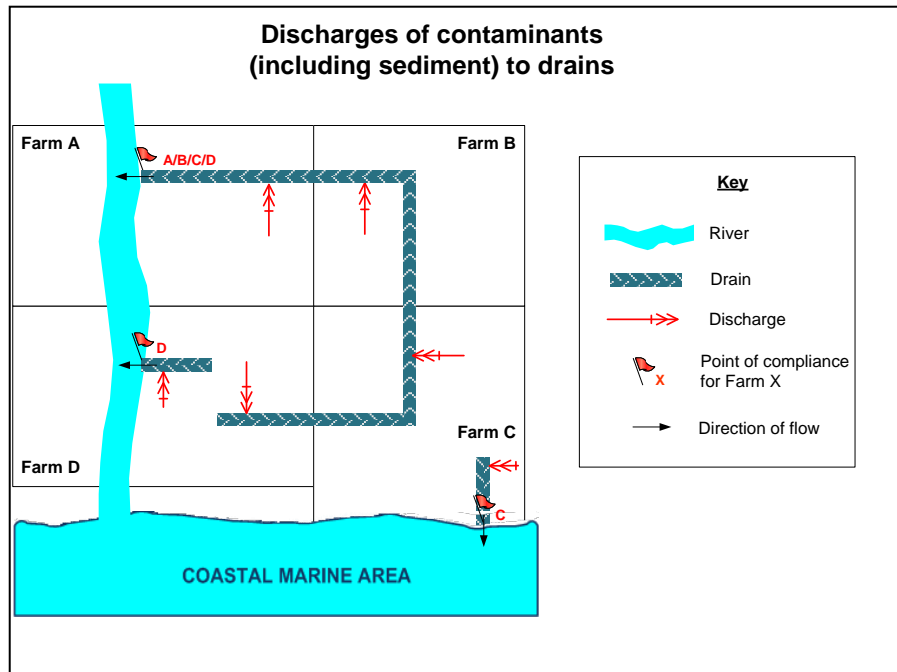 Discharges of contaminants
(including sediment) to drains
Farm A
A/B/C/D
Farm B
D
Farm C
Farm D
C
COASTAL MARINE AREA
Key
River
Drain
Discharge
X
Point of compliance
for Farm X
Direction of flow